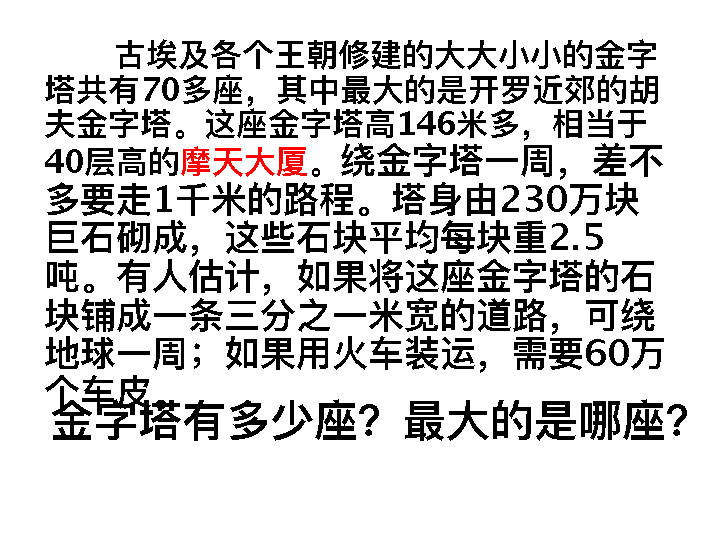 古埃及各个王朝修建的大大小小的金字
塔共有70多座，其中最大的是开罗近郊的胡
夫金字塔。这座金字塔高146米多，相当于
40层高的摩天大厦。绕金字塔一周，差不
多要走1千米的路程。塔身由230万块
巨石砌成，这些石块平均每块重2.5
吨。有人估计，如果将这座金字塔的石
块铺成一条三分之一米宽的道路，可绕
地球一周；如果用火车装运，需要60万
个车皮。
金字塔有多少座？最大的是哪座？